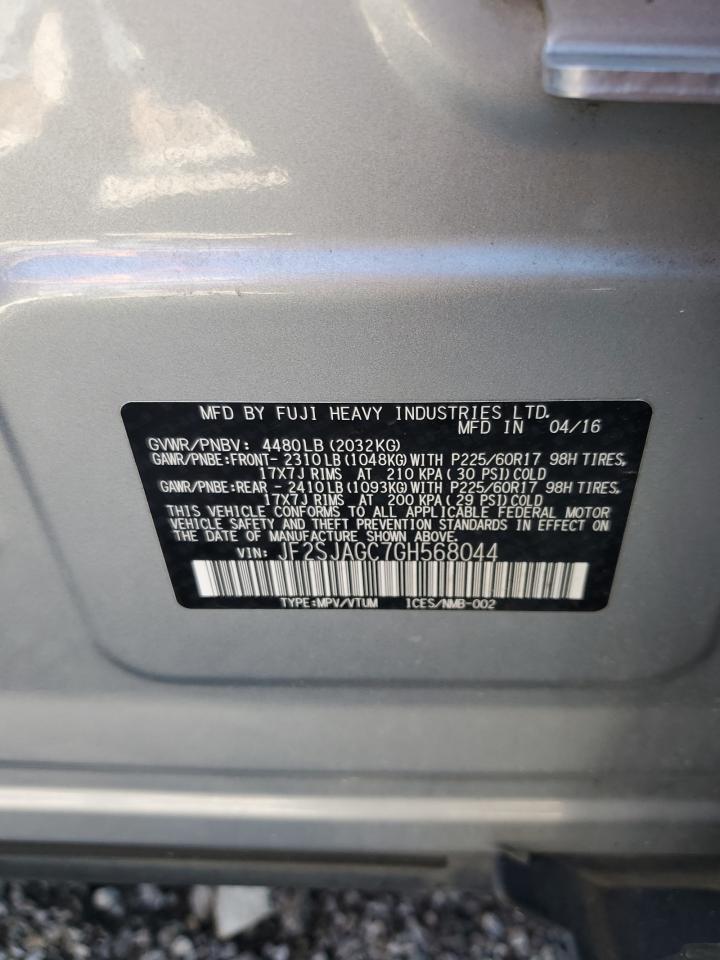 MFD BY FUJI HEAVY INDUSTRIES LTD.
MFD IN 04/16
GVWR/PNBV: 4480LB (2032KG)
GAWR/PNBE:FRONT- 2310LB (1048KG) WITH P225/60R17 98H TIRES,
17X7J RIMS AT 210 KPA (30 PSI) COLD
GAWR/PNBE:REAR - 2410LB (1093KG) WITH P225/60R17 98H TIRES,
17X7J RIMS AT 200 KPA (29 PSI) COLD
THIS VEHICLE CONFORMS TO ALL APPLICABLE FEDERAL MOTOR
VEHICLE SAFETY AND THEFT PREVENTION STANDARDS IN EFFECT ON
THE DATE OF MANUFACTURE SHOWN ABOVE.
VIN: JF2SJAGC7GH568044
TYPE:MPV/VTUM ICES/NMB-002